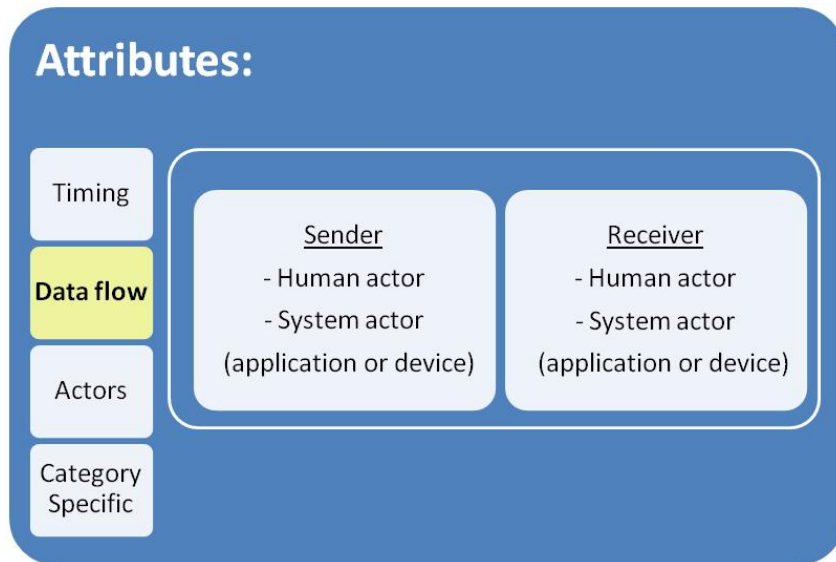 Attributes:
Timing
Data flow
Actors
Category
Specific
Sender
- Human actor
- System actor
(application or device)
Receiver
- Human actor
- System actor
(application or device)